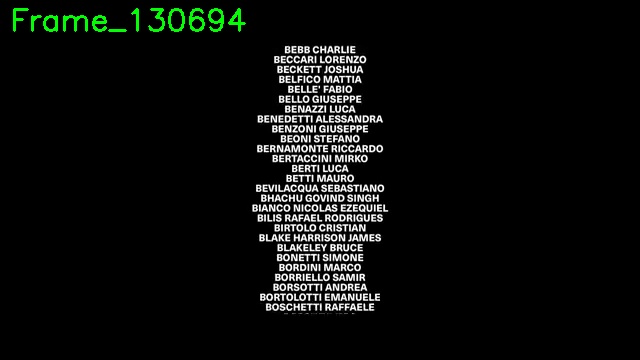 Frame_130694
BEBB CHARLIE
BECCARI LORENZO
BECKETT JOSHUA
BELFICO MATTIA
BELLE' FABIO
BELLO GIUSEPPE
BENAZZI LUCA
BENEDETTI ALESSANDRA
BENZONI GIUSEPPE
BEONI STEFANO
BERNAMONTE RICCARDO
BERTACCINI MIRKO
BERTI LUCA
BETTI MAURO
BEVILACQUA SEBASTIANO
BHACHU GOVIND SINGH
BIANCO NICOLAS EZEQUIEL
BILIS RAFAEL RODRIGUES
BIRTOLO CRISTIAN
BLAKE HARRISON JAMES
BLAKELEY BRUCE
BONETTI SIMONE
BORDINI MARCO
BORRIELLO SAMIR
BORSOTTI ANDREA
BORTOLOTTI EMANUELE
BOSCHETTI RAFFAELE